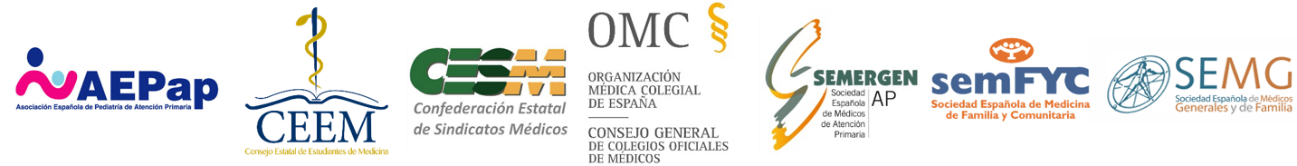 AEPap
Asociación Española de Pediatría de Atención Primaria
CEEM
Consejo Estatal de Estudiantes de Medicina
CESM
Confederación Estatal
de Sindicatos Médicos
OMC
ORGANIZACIÓN
MÉDICA COLEGIAL
DE ESPAÑA
CONSEJO GENERAL
DE COLEGIOS OFICIALES
DE MÉDICOS
SEMERGEN
Sociedad
Española
de Médicos
de Atención
Primaria
AP
semFYC
Sociedad Española de Medicina
de Familia y Comunitaria
SEMG
Sociedad Española de Médicos
Generales y de Familia